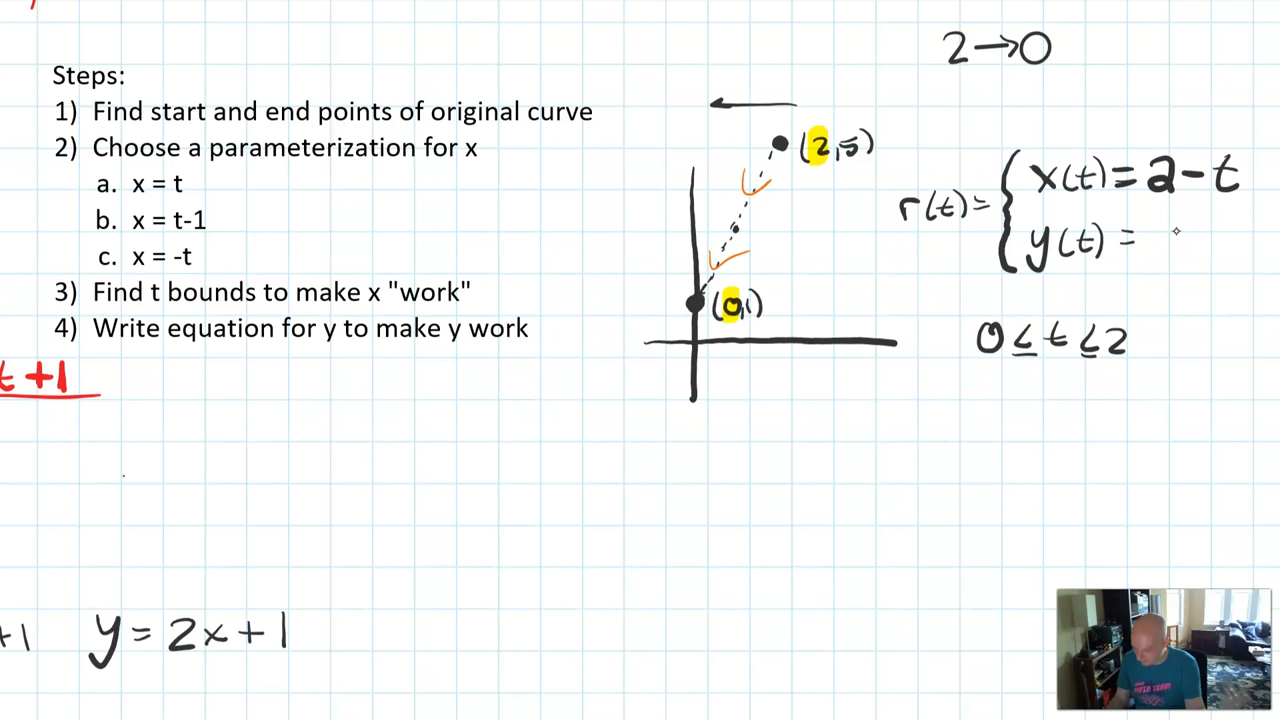 2→0
Steps:
1) Find start and end points of original curve
2) Choose a parameterization for x
a. x = t
b. x = t-1
c. x = -t
3) Find t bounds to make x "work"
4) Write equation for y to make y work
t +1
(2,5)
(0,1)
r(t)= { x(t) = 2-t
y(t) =
0 ≤ t ≤ 2
+1
y = 2x+1